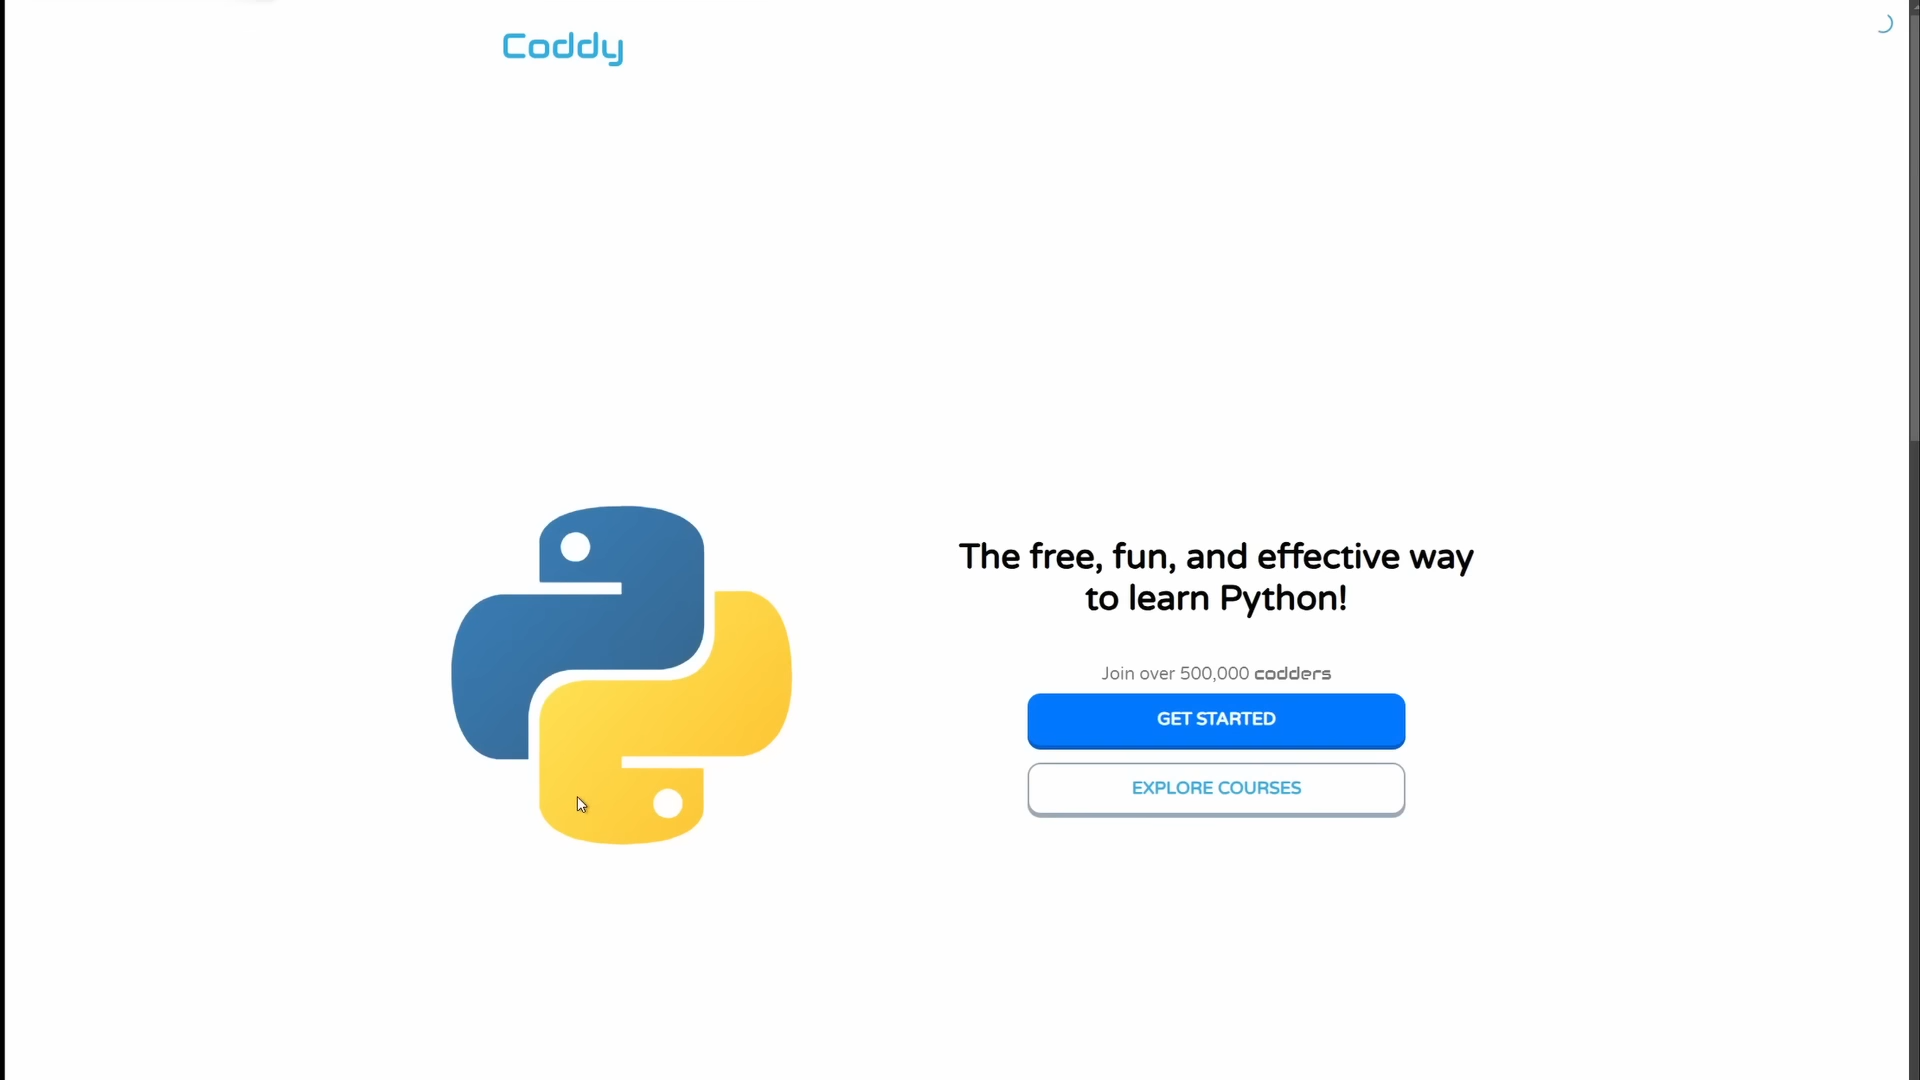 Coddy
The free, fun, and effective way
to learn Python!
Join over 500,000 codders
GET STARTED
EXPLORE COURSES